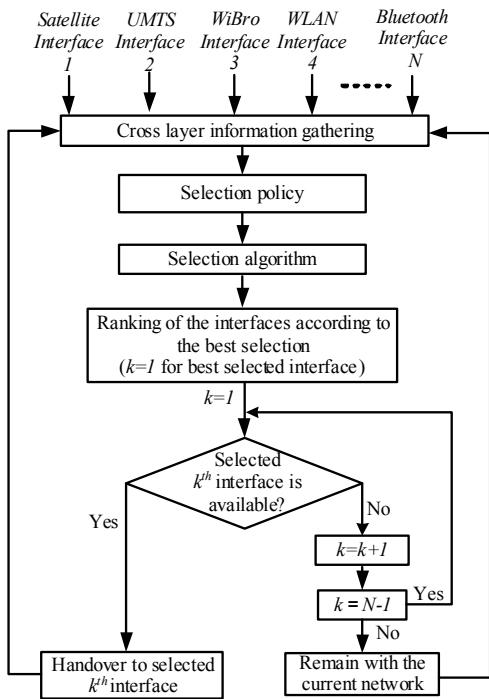 Satellite UMTS WiBro WLAN Bluetooth
Interface Interface Interface Interface Interface
1 2 3 4 N
Cross layer information gathering
Selection policy
Selection algorithm
Ranking of the interfaces according to
the best selection
(k=1 for best selected interface)
k=1
Selected
kth interface is
available?
Yes
No
k=k+1
k = N-1
Yes
No
Handover to selected
kth interface
Remain with the
current network